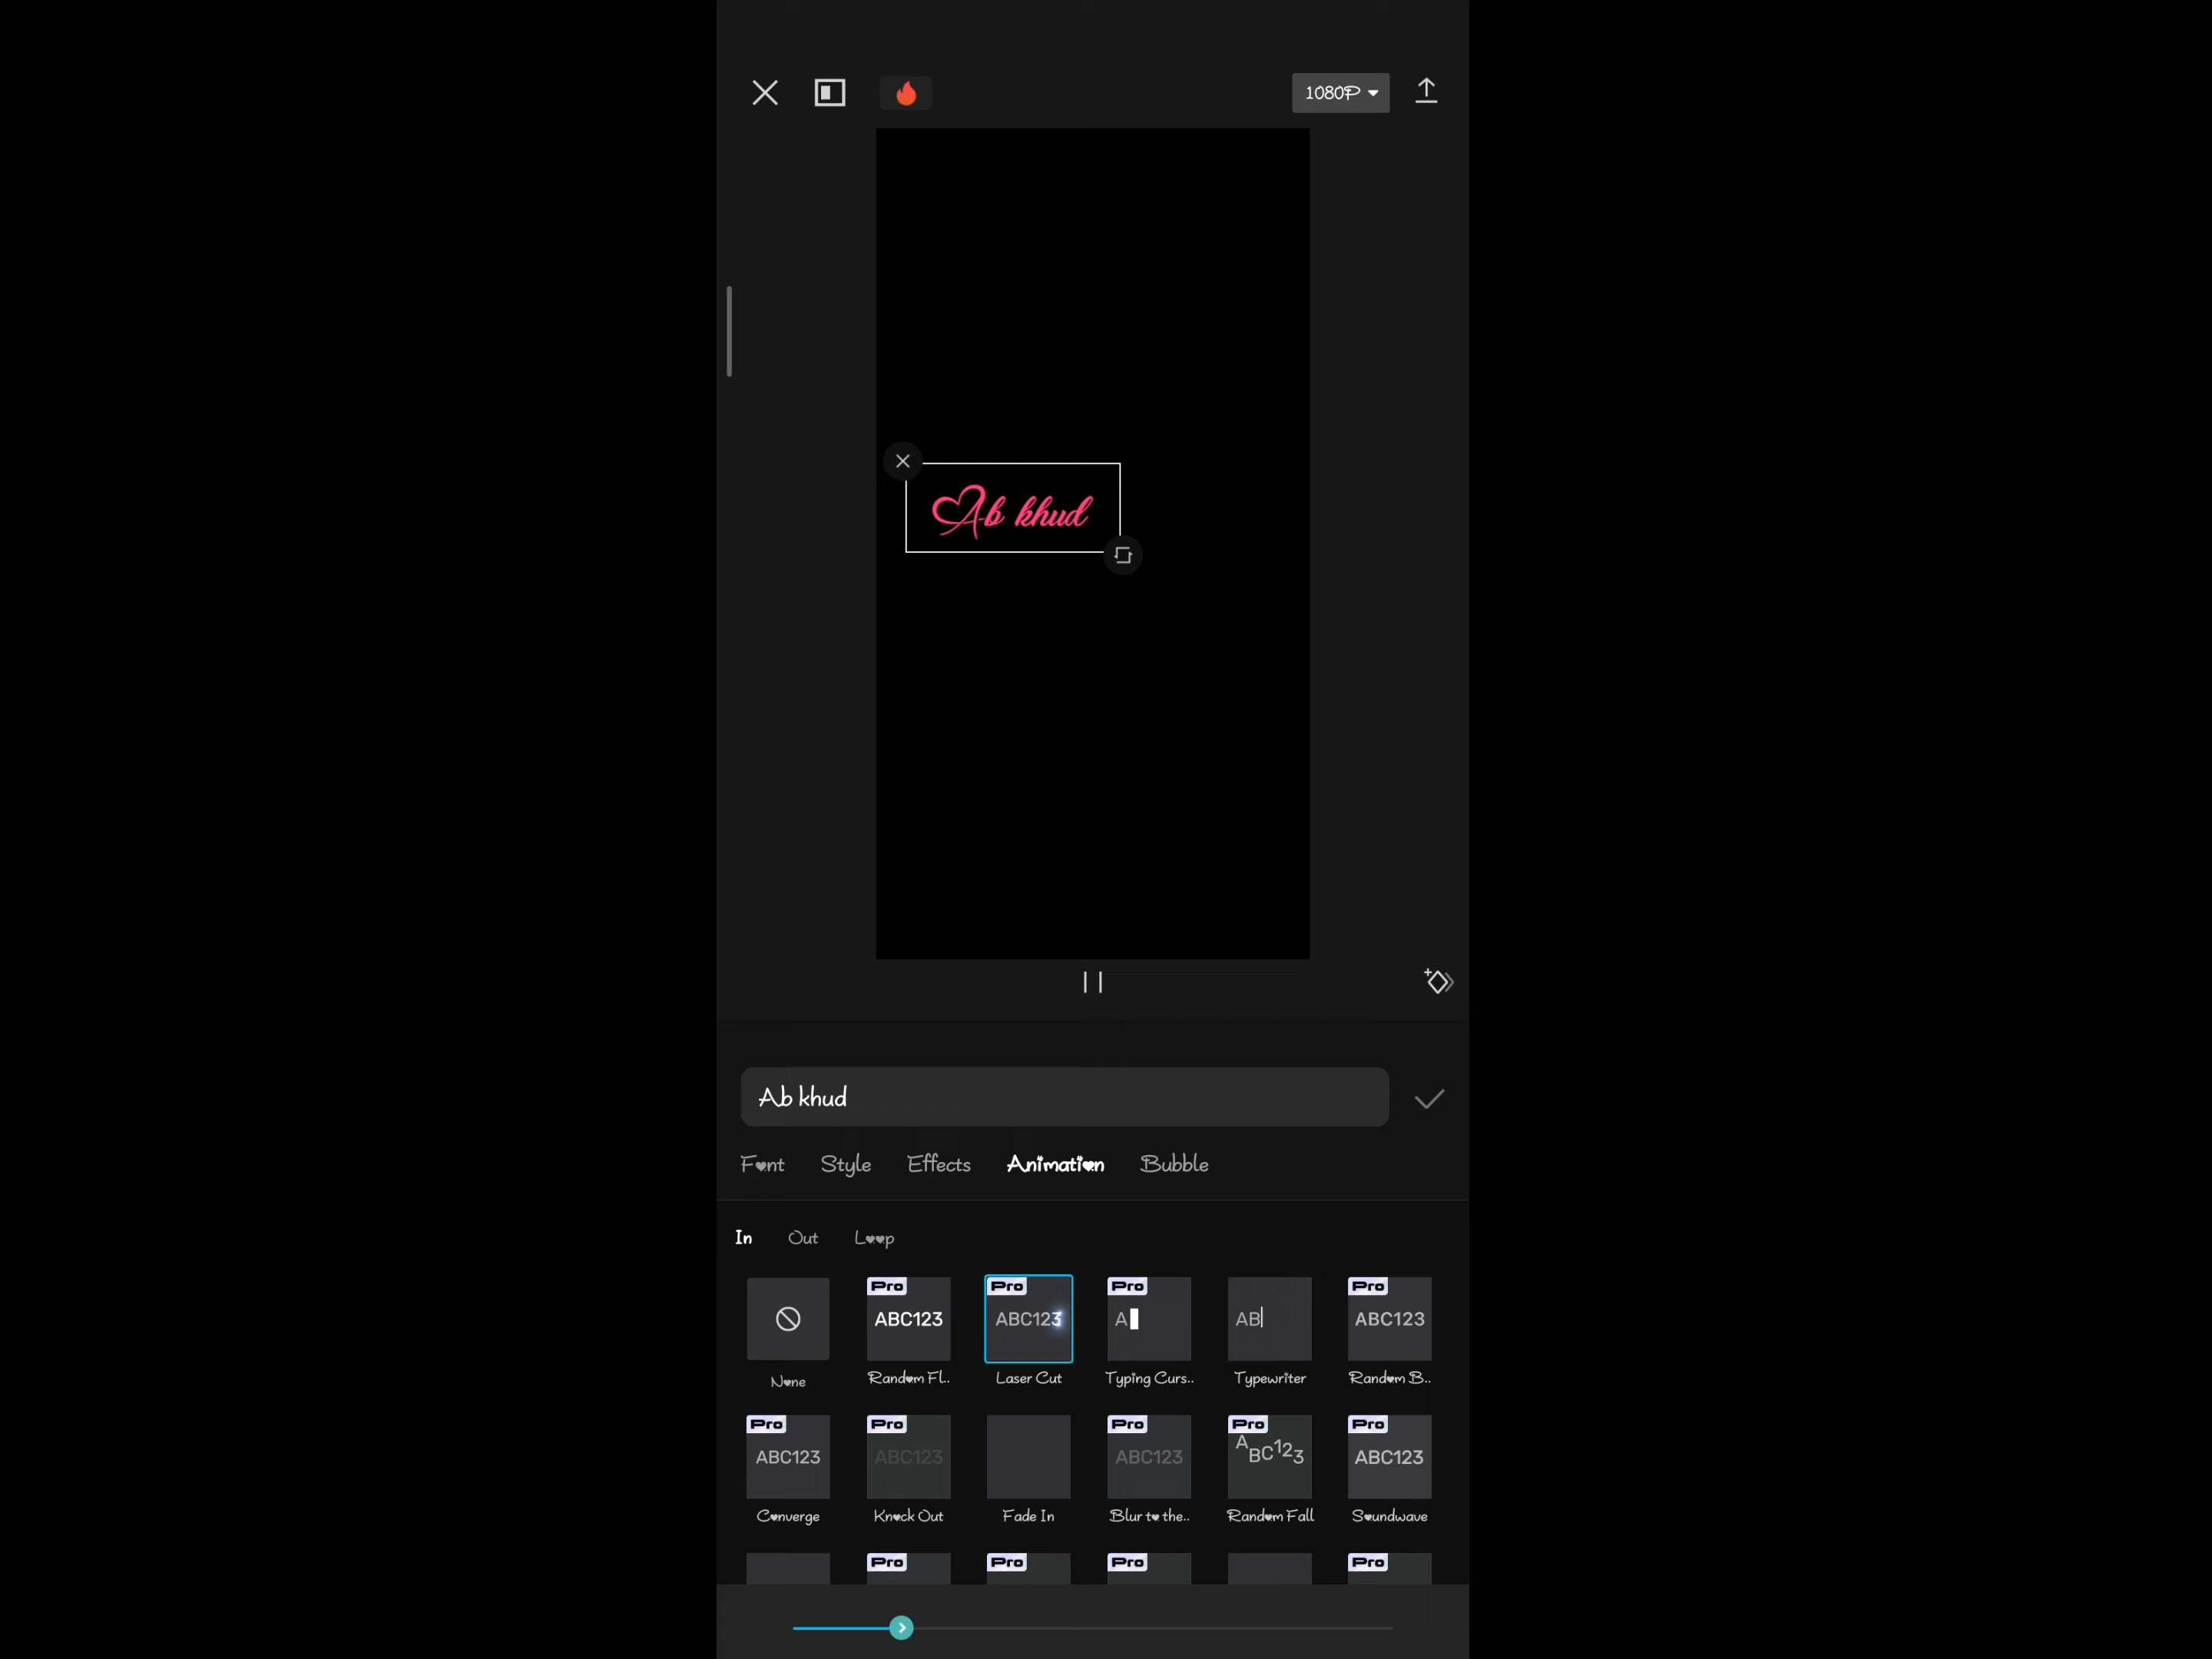 1080P
Ab khud
Ab khud
Font Style Effects Animation Bubble
In Out Loop
Pro Pro Pro Pro
ABC123 ABC123 A AB ABC123
None Random Fl.. Laser Cut Typing Curs.. Typewriter Random B..
Pro Pro Pro Pro Pro
ABC123 ABC123 ABC123 ABC123 ABC123
Converge Knock Out Fade In Blur to the.. Random Fall Soundwave
Pro Pro Pro Pro